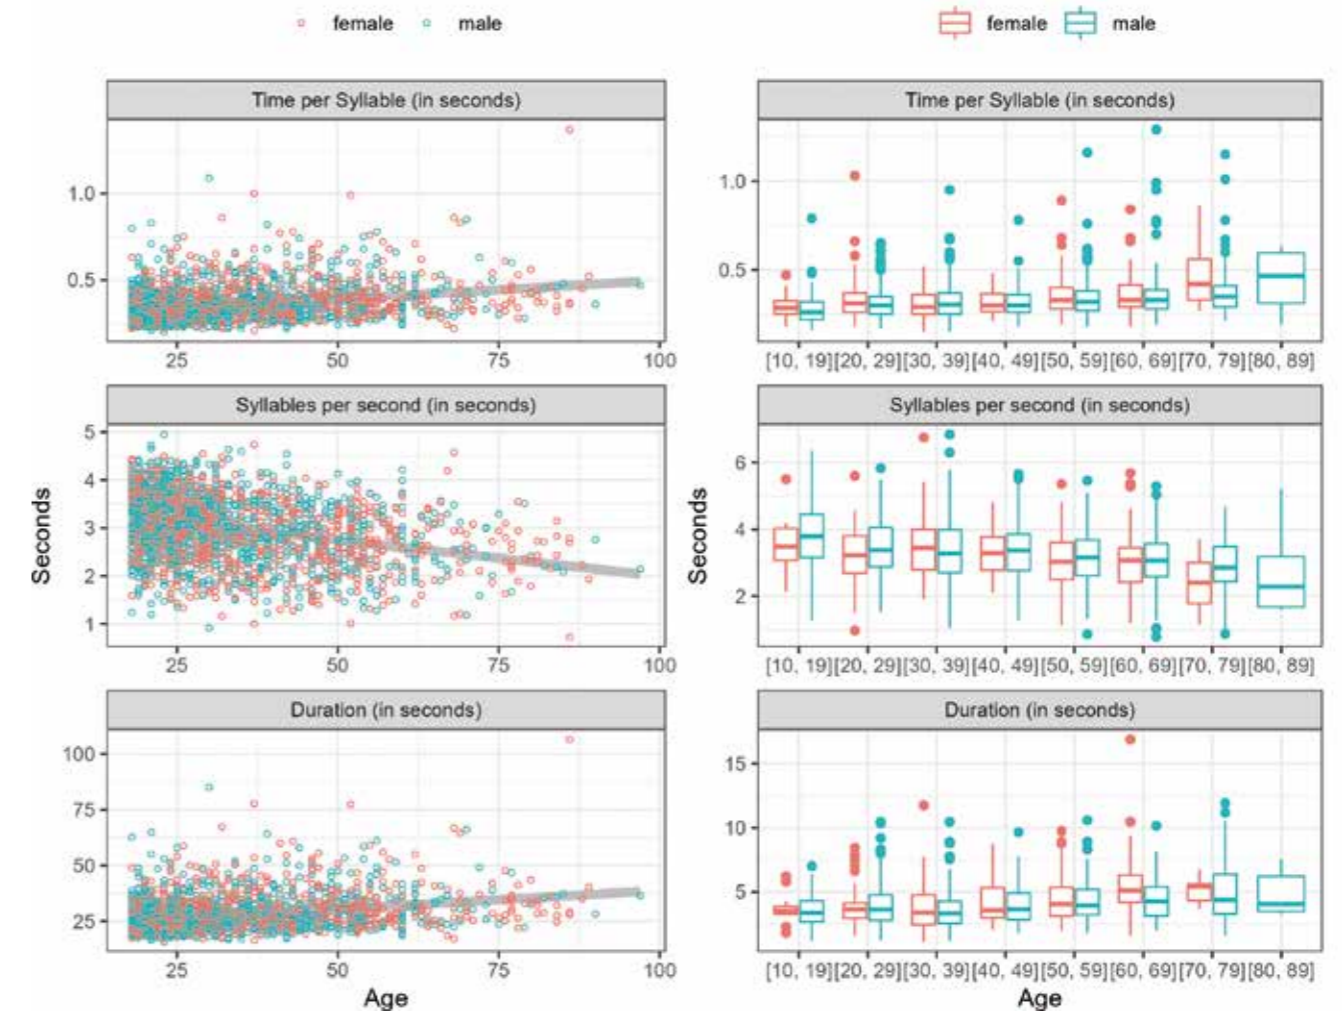 female male
female male
Time per Syllable (in seconds)
1.0
0.5
25 50 75 100
Syllables per second (in seconds)
5
4
3
2
1
25 50 75 100
Duration (in seconds)
100
75
50
25
25 50 75 100
Seconds
Age
Time per Syllable (in seconds)
1.0
0.5
[10, 19] [20, 29] [30, 39] [40, 49] [50, 59] [60, 69] [70, 79] [80, 89]
Syllables per second (in seconds)
6
4
2
[10, 19] [20, 29] [30, 39] [40, 49] [50, 59] [60, 69] [70, 79] [80, 89]
Duration (in seconds)
15
10
5
[10, 19] [20, 29] [30, 39] [40, 49] [50, 59] [60, 69] [70, 79] [80, 89]
Seconds
Age